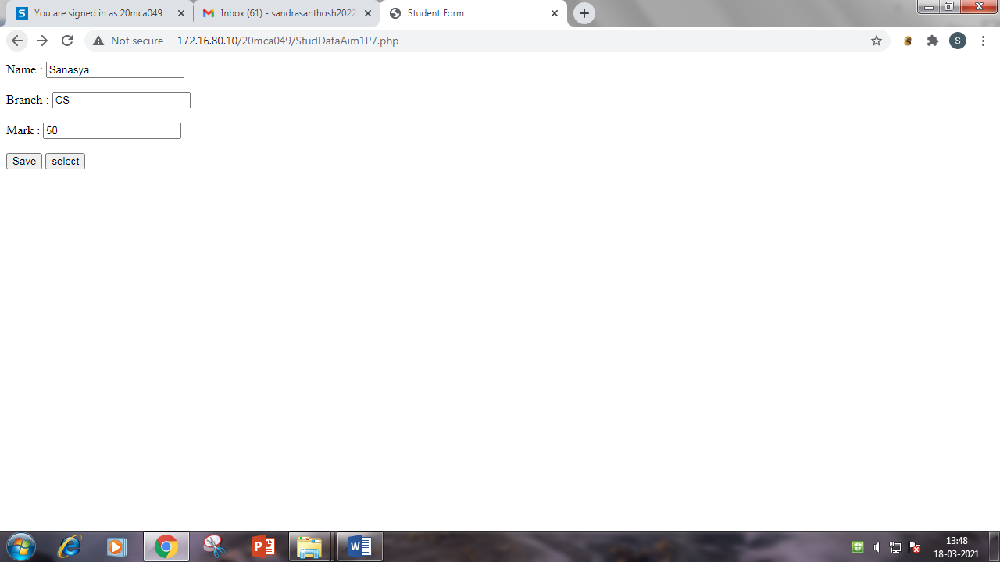 You are signed in as 20mca049
Inbox (61) - sandrasanthosh2022
Student Form
Not secure
172.16.80.10/20mca049/StudDataAim1P7.php
S
Name : Sanasya
Branch : CS
Mark : 50
Save select
13:48
18-03-2021